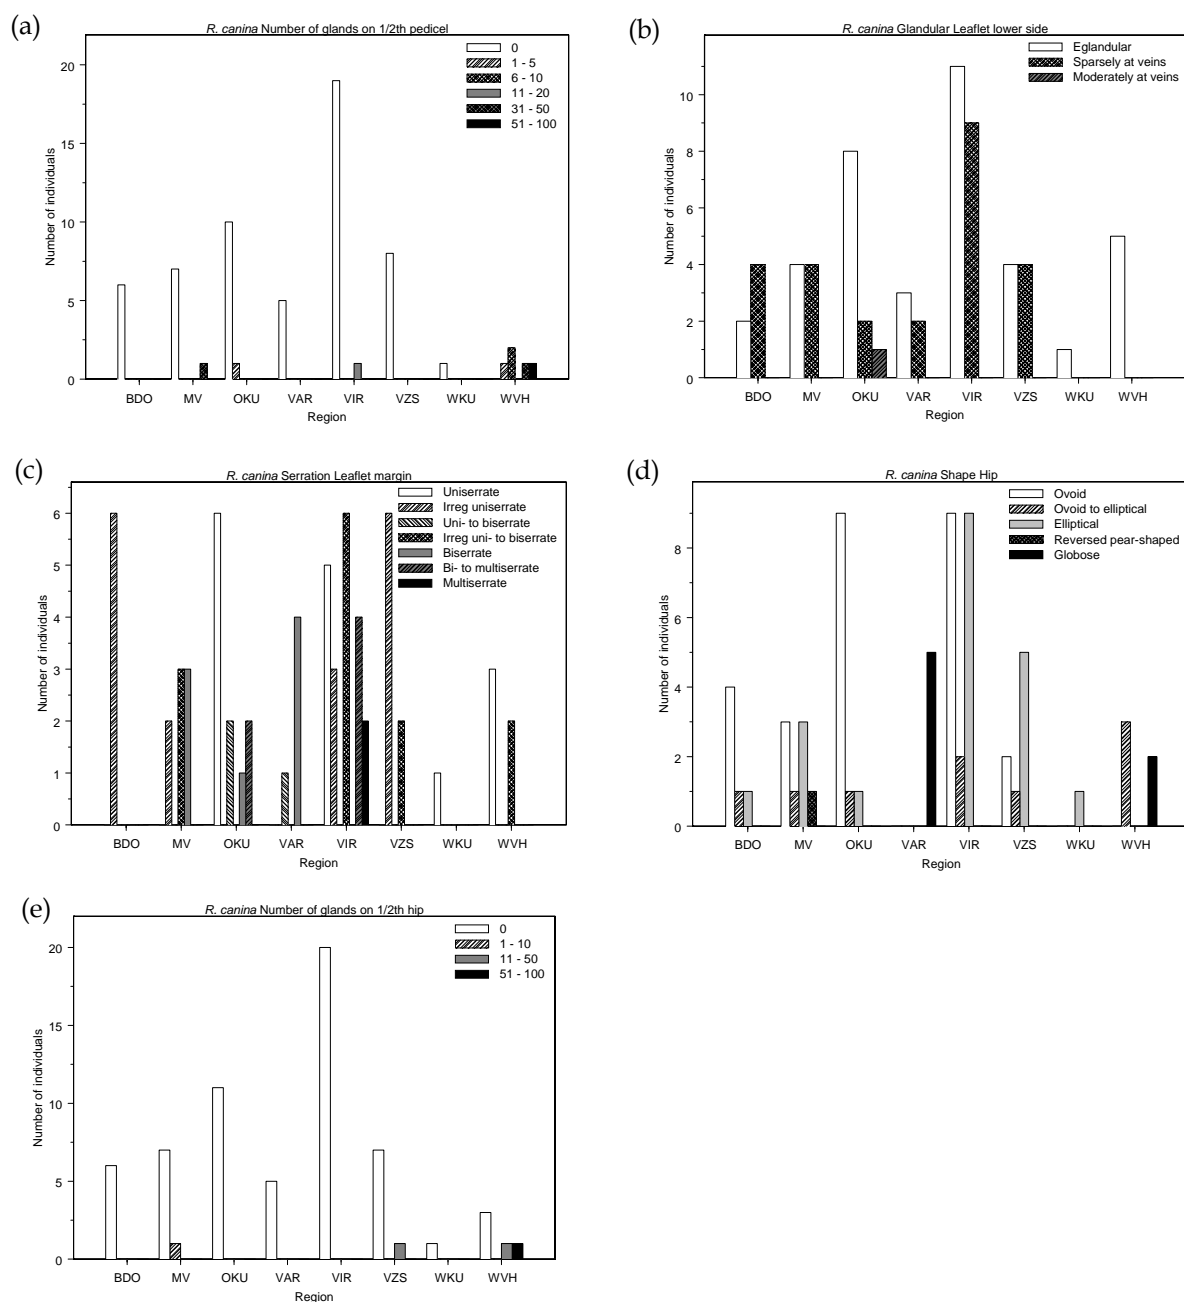 (a)
R. canina Number of glands on 1/2th pedicel
0
1 - 5
6 - 10
11 - 20
31 - 50
51 - 100
20
15
10
5
0
Number of individuals
BDO MV OKU VAR VIR VZS WKU WVH
Region
(b)
R. canina Glandular Leaflet lower side
Eglandular
Sparsely at veins
Moderately at veins
10
8
6
4
2
0
Number of individuals
BDO MV OKU VAR VIR VZS WKU WVH
Region
(c)
R. canina Serration Leaflet margin
Uniserrate
Irreg uniserrate
Uni- to biserrate
Irreg uni- to biserrate
Biserrate
Bi- to multiserrate
Multiserrate
6
5
4
3
2
1
0
Number of individuals
BDO MV OKU VAR VIR VZS WKU WVH
Region
(d)
R. canina Shape Hip
Ovoid
Ovoid to elliptical
Elliptical
Reversed pear-shaped
Globose
8
6
4
2
0
Number of individuals
BDO MV OKU VAR VIR VZS WKU WVH
Region
(e)
R. canina Number of glands on 1/2th hip
0
1 - 10
11 - 50
51 - 100
20
15
10
5
0
Number of individuals
BDO MV OKU VAR VIR VZS WKU WVH
Region